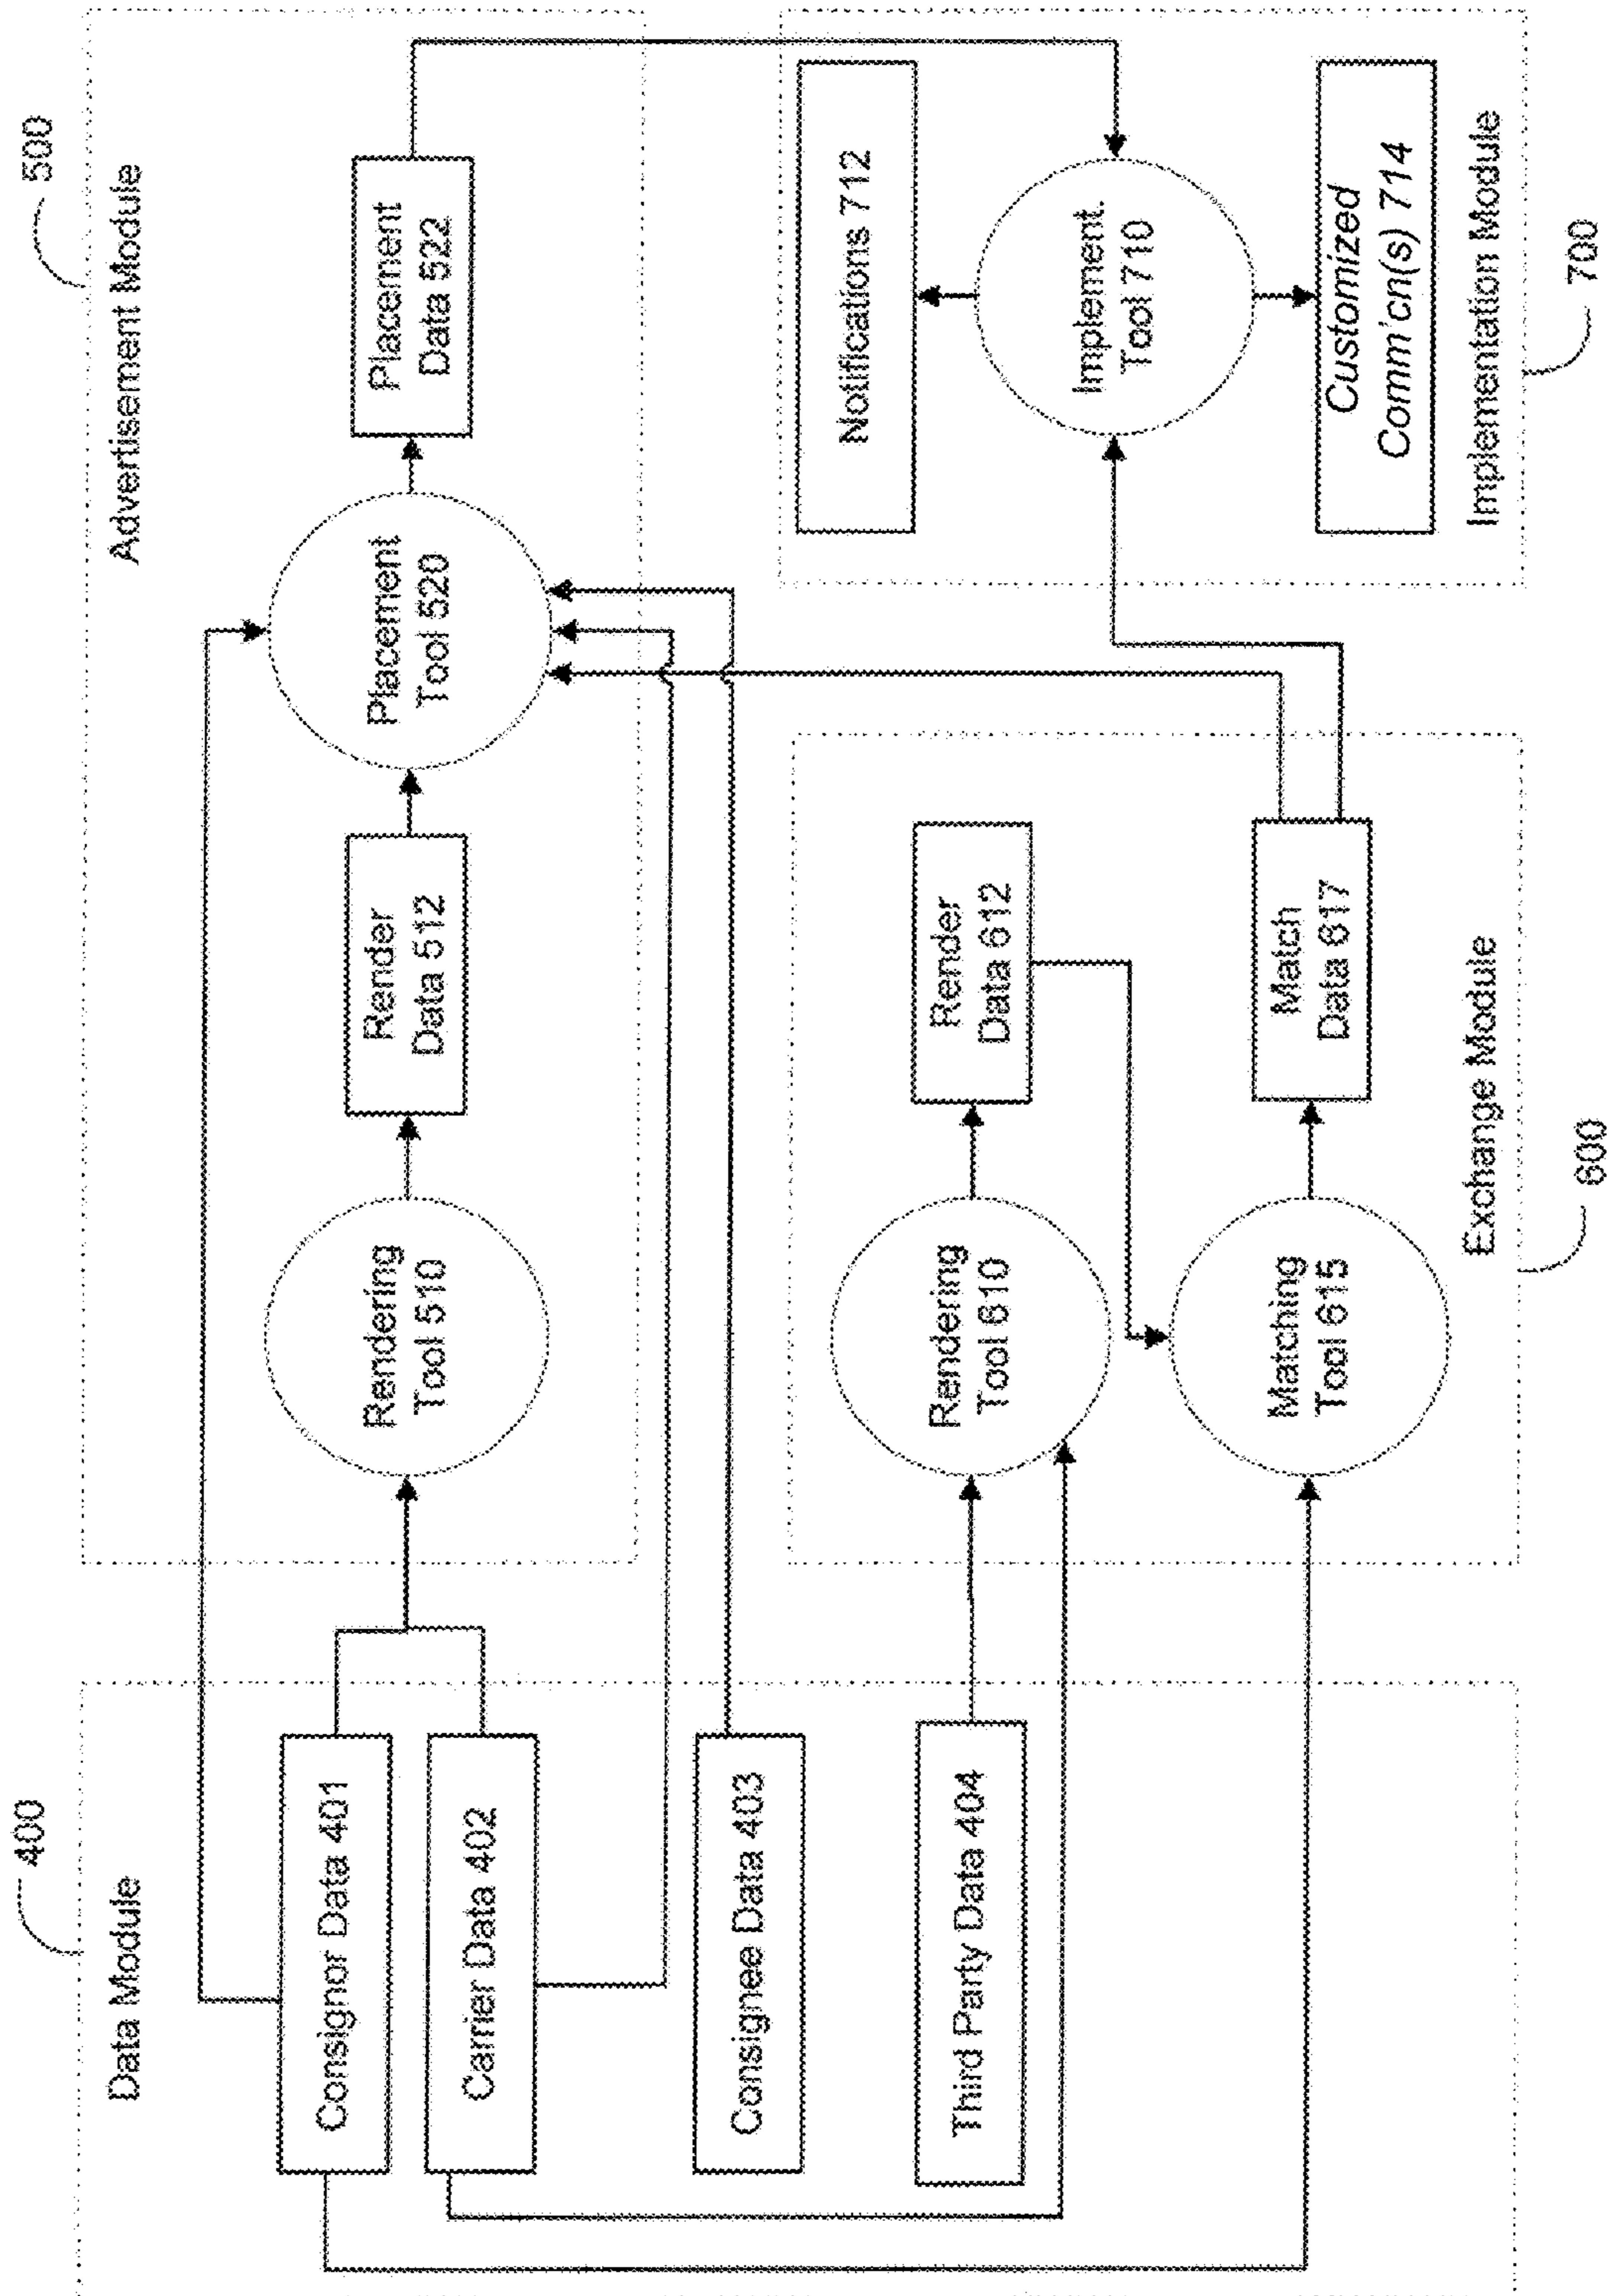 400
Data Module
Consignor Data 401
Carrier Data 402
Consignee Data 403
Third Party Data 404
500
Advertisement Module
Rendering
Tool 510
Render
Data 512
Placement
Tool 520
Placement
Data 522
Rendering
Tool 610
Render
Data 612
Matching
Tool 615
Match
Data 617
Exchange Module
600
Notifications 712
Implement.
Tool 710
Customized
Comm'cn(s) 714
Implementation Module
700